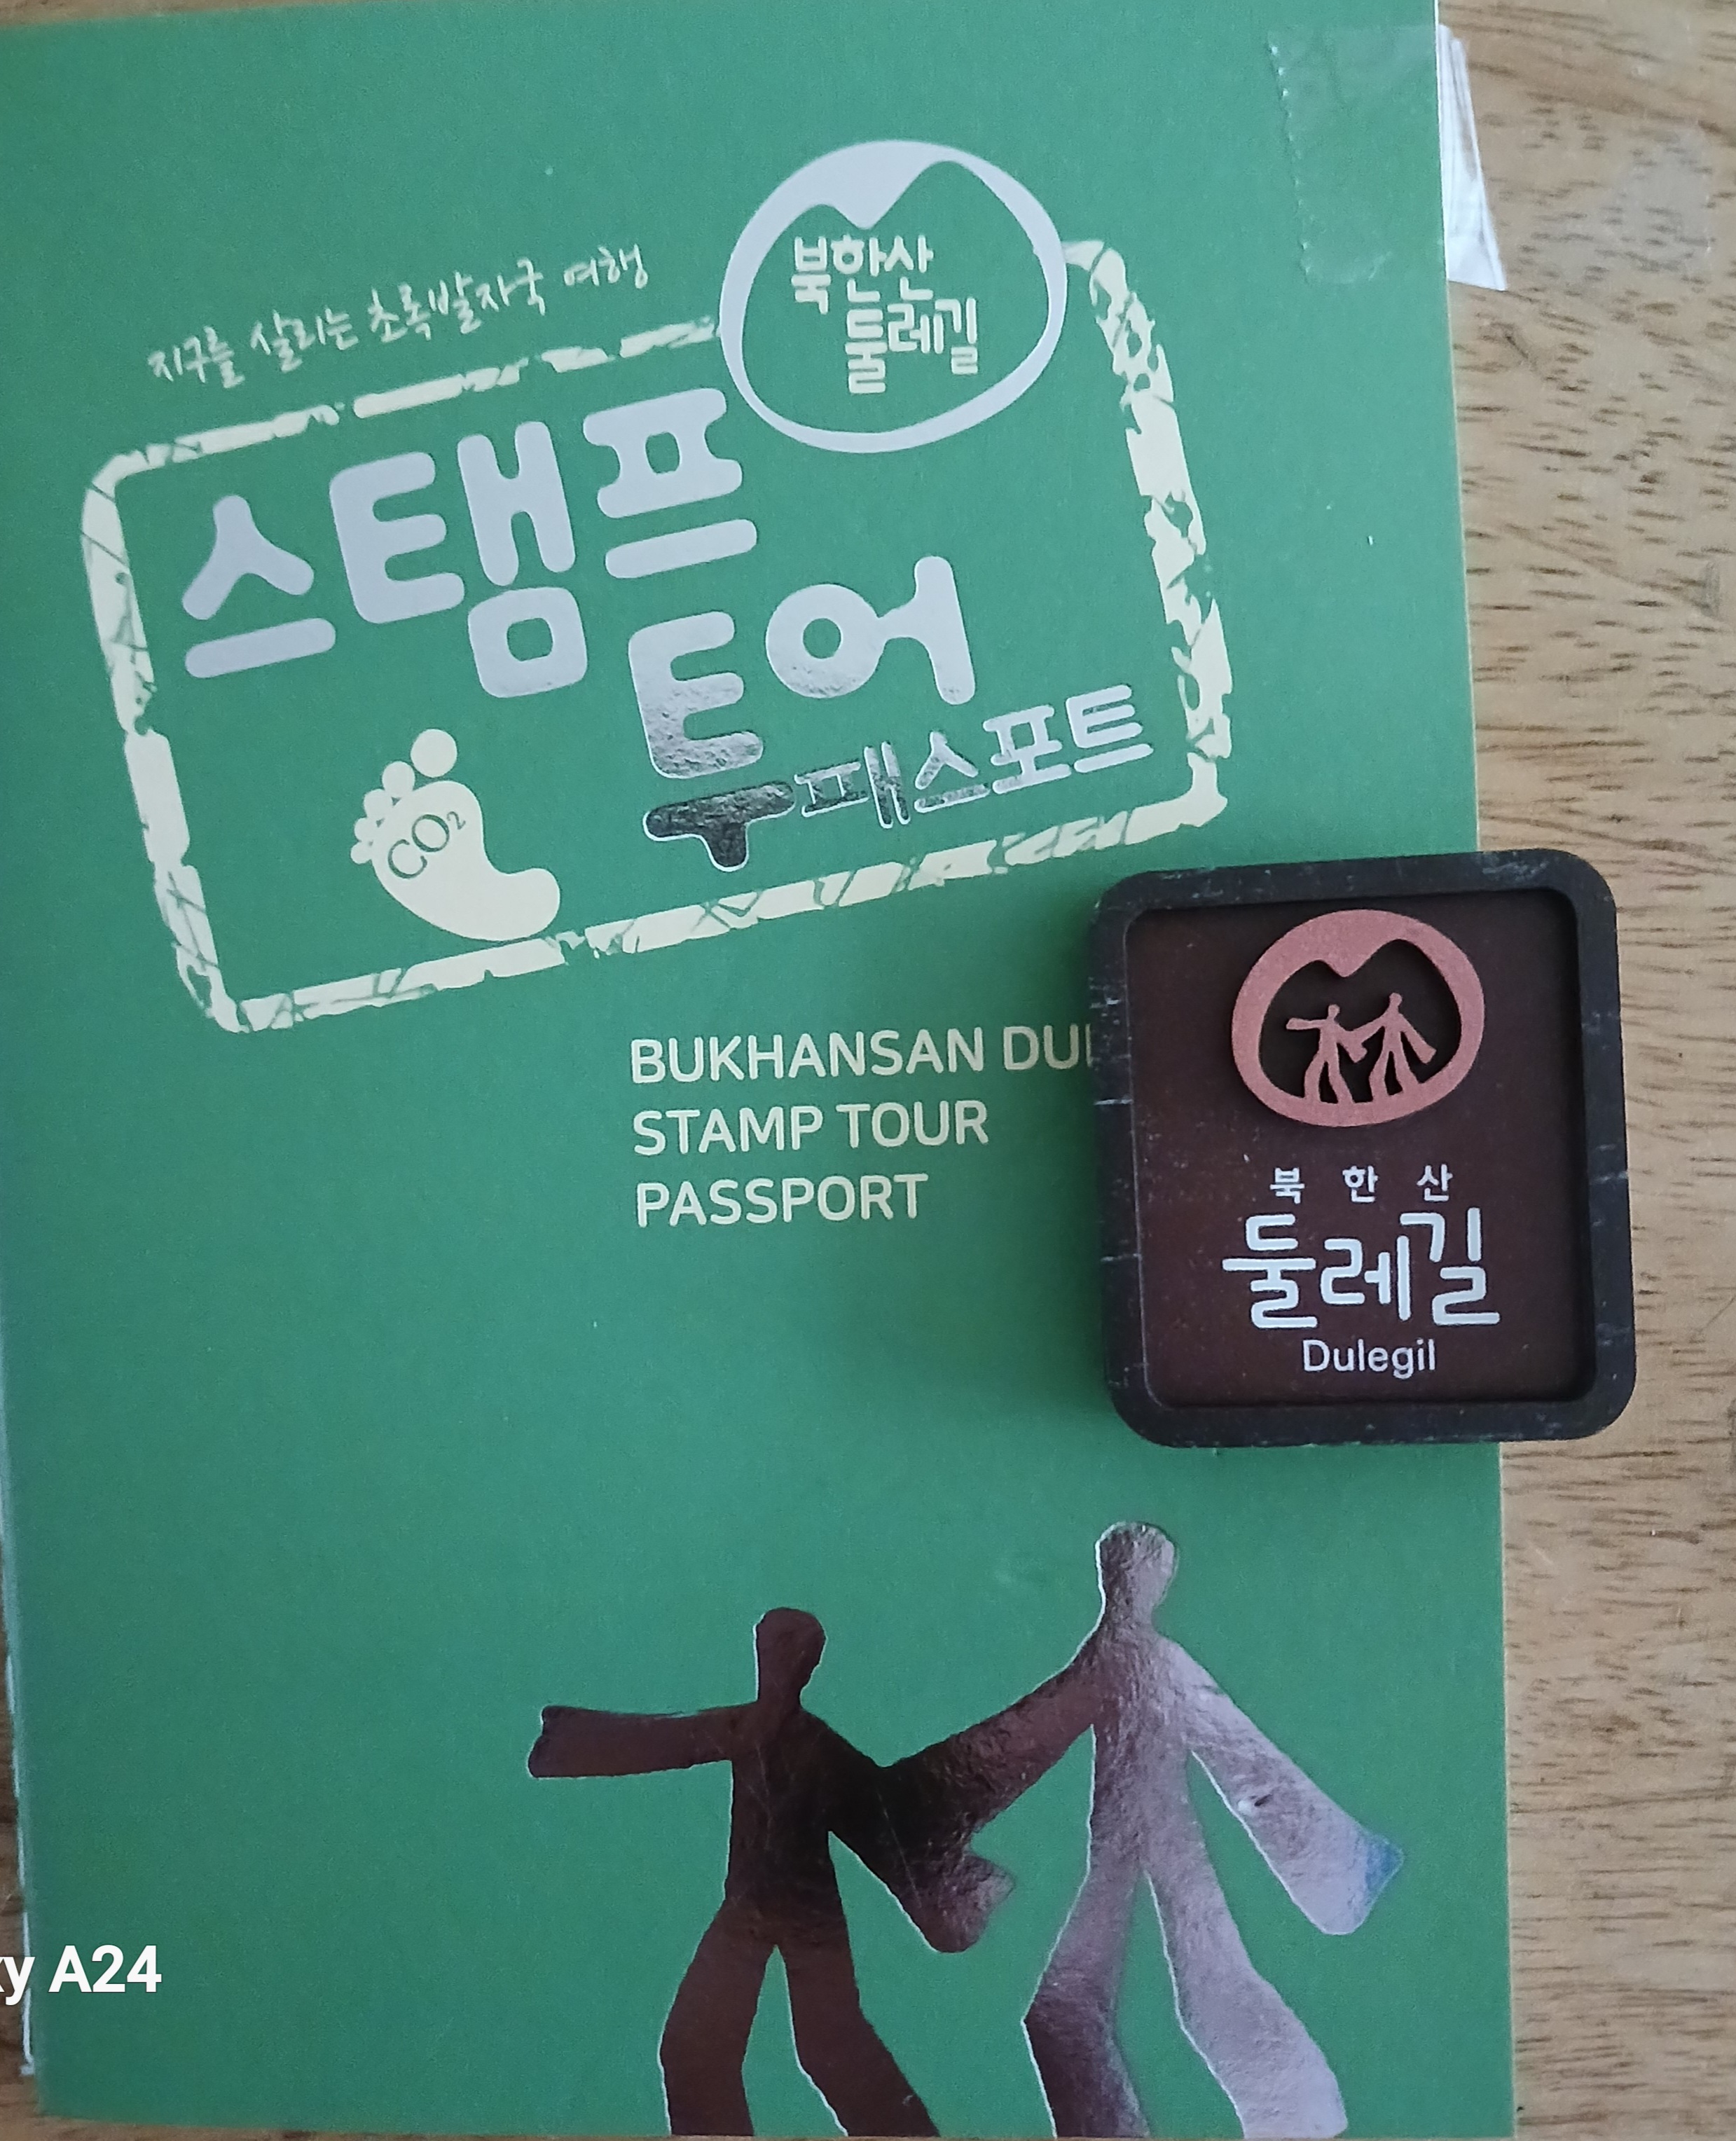 지구를 살리는 초록발자국 여행
북한산
둘레길
스탬프
투어
패스포트
CO₂
BUKHANSAN
STAMP TOUR
PASSPORT
북한산
둘레길
Dulegil
A24